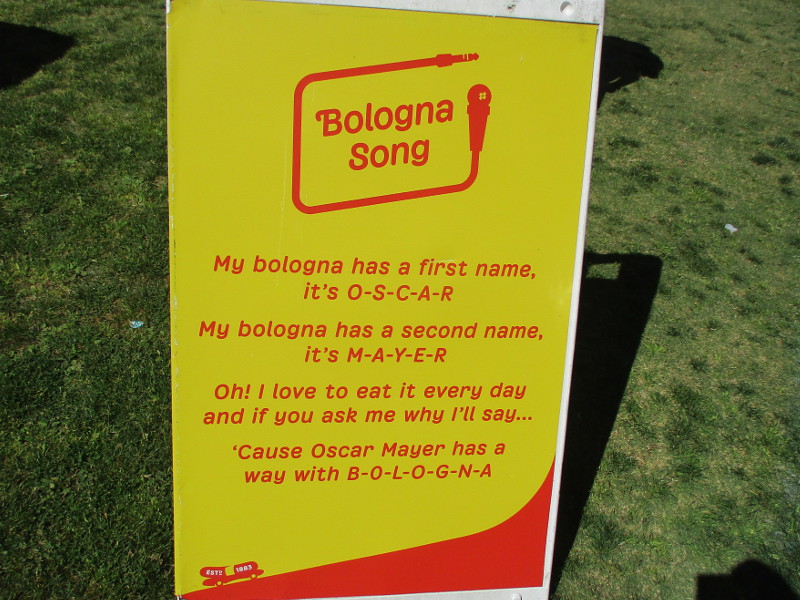 Bologna
Song
My bologna has a first name,
it's O-S-C-A-R
My bologna has a second name,
it's M-A-Y-E-R
Oh! I love to eat it every day
and if you ask me why I'll say...
'Cause Oscar Mayer has a
way with B-O-L-O-G-N-A
ESTD 1883